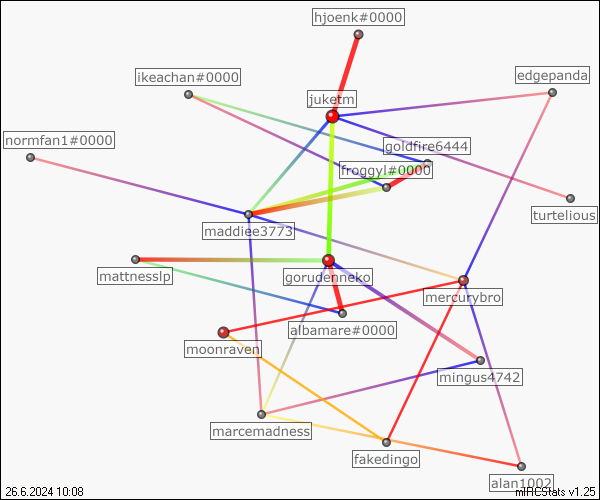 hjoenk#0000
ikeachan#0000
edgepanda
juketm
normfan1#0000
goldfire6444
froggyl#0000
turtelious
maddiee3773
mattnesslp
gorudenneko
mercurybro
albamare#0000
moonraven
mingus4742
marcemadness
fakedingo
alan1002
26.6.2024 10:08
mIRCStats v1.25